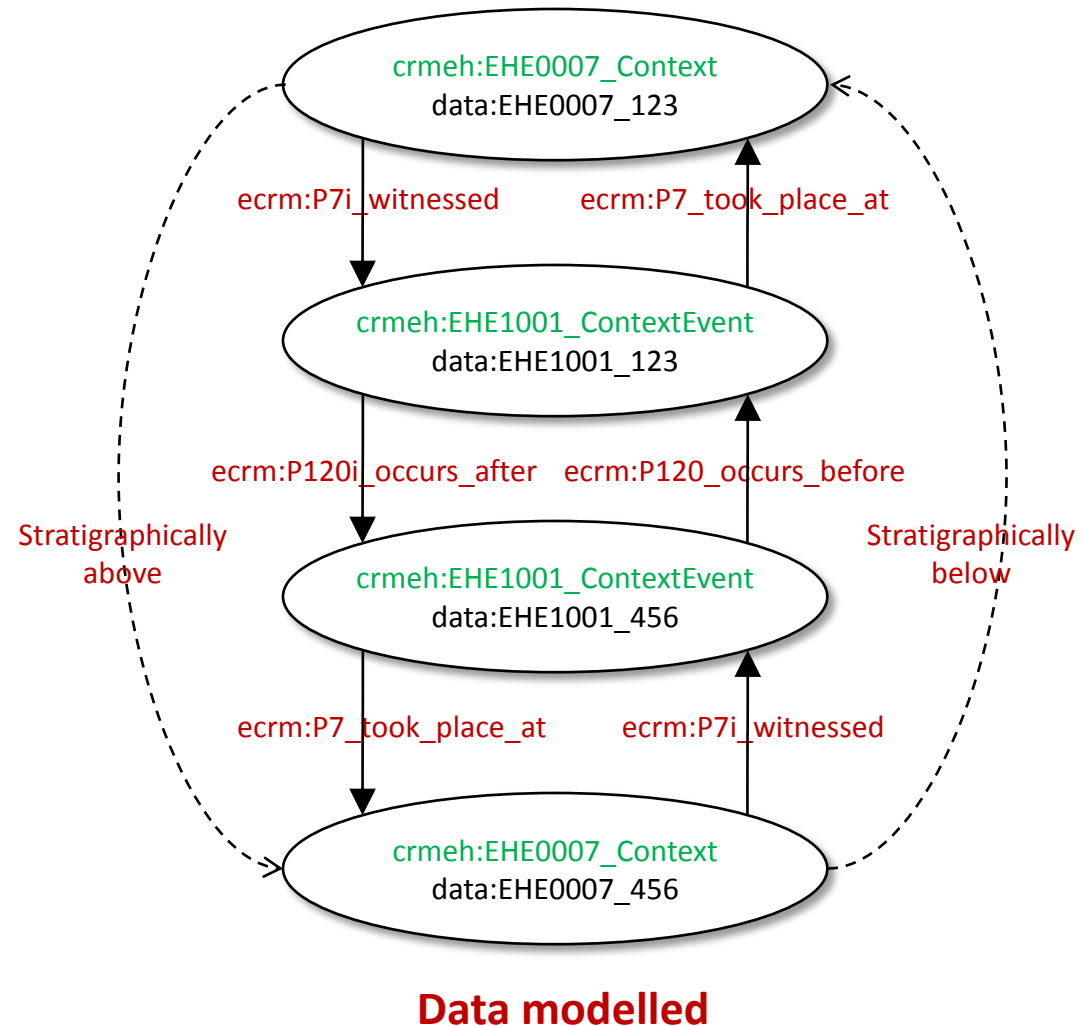 crmeh:EHE0007_Context
data:EHE0007_123
ecrm:P7i_witnessed
ecrm:P7_took_place_at
crmeh:EHE1001_ContextEvent
data:EHE1001_123
ecrm:P120i_occurs_after
ecrm:P120_occurs_before
Stratigraphically
above
Stratigraphically
below
crmeh:EHE1001_ContextEvent
data:EHE1001_456
ecrm:P7_took_place_at
ecrm:P7i_witnessed
crmeh:EHE0007_Context
data:EHE0007_456
Data modelled